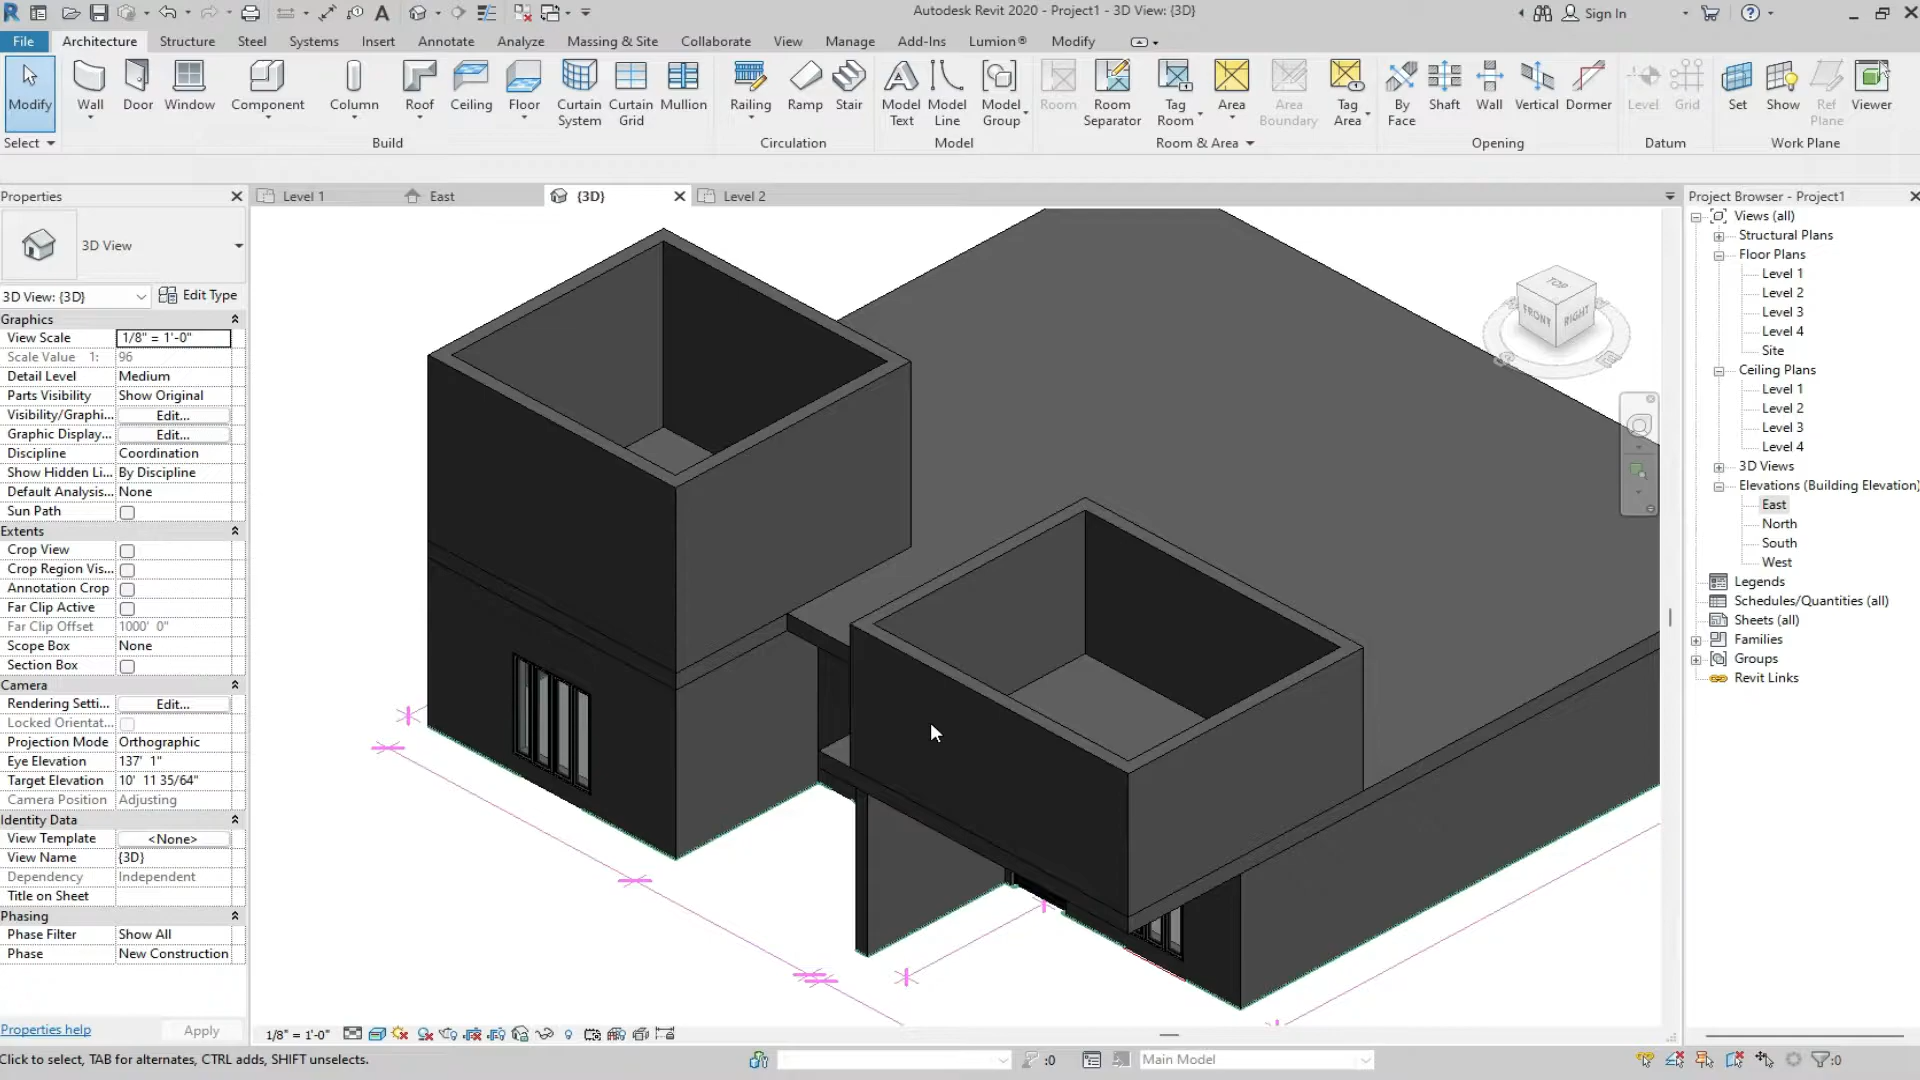 Autodesk Revit 2020 - Project1 - 3D View: {3D}
Sign In
File
Architecture
Structure
Steel
Systems
Insert
Annotate
Analyze
Massing & Site
Collaborate
View
Manage
Add-Ins
Lumion®
Modify
Modify
Wall
Door
Window
Component
Column
Roof
Ceiling
Floor
Curtain System
Curtain Grid
Mullion
Railing
Ramp
Stair
Model Text
Model Line
Model Group
Room
Room Separator
Tag Room
Area
Area Boundary
Tag Area
By Face
Shaft
Wall
Vertical
Dormer
Level
Grid
Set
Show
Ref Plane
Viewer
Select
Build
Circulation
Model
Room & Area
Opening
Datum
Work Plane
Properties
3D View
3D View: {3D}
Edit Type
Graphics
View Scale 1/8" = 1'-0"
Scale Value 1: 96
Detail Level Medium
Parts Visibility Show Original
Visibility/Graphi... Edit...
Graphic Display... Edit...
Discipline Coordination
Show Hidden Li... By Discipline
Default Analysis... None
Sun Path
Extents
Crop View
Crop Region Vis...
Annotation Crop
Far Clip Active
Far Clip Offset 1000' 0"
Scope Box None
Section Box
Camera
Rendering Setti... Edit...
Locked Orientat...
Projection Mode Orthographic
Eye Elevation 137' 1"
Target Elevation 10' 11 35/64"
Camera Position Adjusting
Identity Data
View Template <None>
View Name {3D}
Dependency Independent
Title on Sheet
Phasing
Phase Filter Show All
Phase New Construction
Properties help
Apply
Level 1
East
{3D}
Level 2
TOP
FRONT
RIGHT
1/8" = 1'-0"
Project Browser - Project1
Views (all)
Structural Plans
Floor Plans
Level 1
Level 2
Level 3
Level 4
Site
Ceiling Plans
Level 1
Level 2
Level 3
Level 4
3D Views
Elevations (Building Elevation)
East
North
South
West
Legends
Schedules/Quantities (all)
Sheets (all)
Families
Groups
Revit Links
Click to select, TAB for alternates, CTRL adds, SHIFT unselects.
:0
Main Model
:0